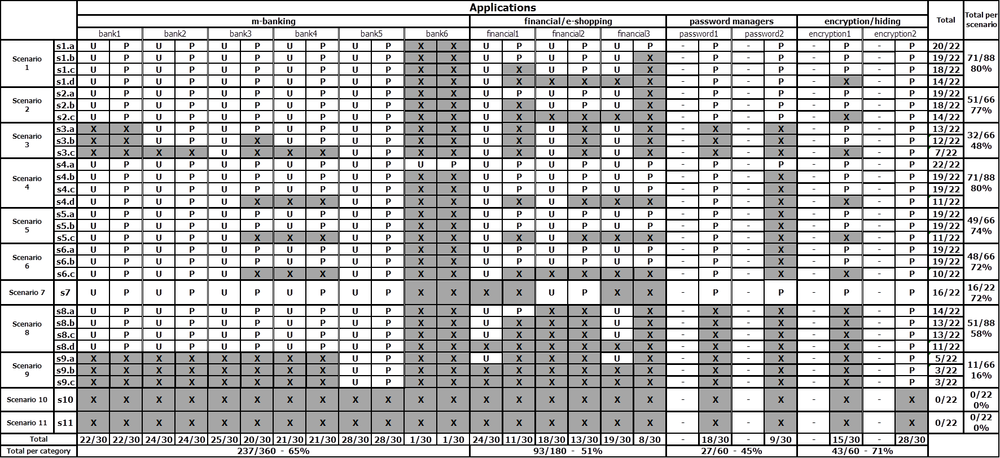 Applications
Total
Total per scenario
m-banking financial/e-shopping password managers encryption/hiding
bank1 bank2 bank3 bank4 bank5 bank6 financial1 financial2 financial3 password1 password2 encryption1 encryption2
Scenario 1
s1.a U P U P U P U P U P X X U P U P U P - P - P - P - P 20/22
s1.b U P U P U P U P U P X X U P U P U X - P - P - P - P 19/22
s1.c U P U P U P U P U P X X U X U P U X - P - P - P - P 18/22
s1.d U P U P U P U P U P X X U X X X X X - P - P - X - P 14/22
71/88 80%
Scenario 2
s2.a U P U P U P U P U P X X U P U P U X - P - P - P - P 19/22
s2.b U P U P U P U P U P X X U X U P U X - P - P - P - P 18/22
s2.c U P U P U P U P U P X X U X X X X X - P - P - X - P 14/22
51/66 77%
Scenario 3
s3.a X X U P U P U P U P X X U X U X U X - X - X - P - P 13/22
s3.b X X U P U X U P U P X X U X U X U X - X - X - P - P 12/22
s3.c X X X X U X X X U P X X U X U X U X - X - X - X - P 7/22
32/66 48%
Scenario 4
s4.a U P U P U P U P U P U P U P U P U P - P - P - P - P 22/22
s4.b U P U P U P U P U P X X U P U P U P - P - X - P - P 19/22
s4.c U P U P U P U P U P X X U P U P U P - P - X - P - P 19/22
s4.d U P U P U X X X U P X X U X U X X X - P - X - X - P 11/22
71/88 80%
Scenario 5
s5.a U P U P U P U P U P X X U P U P U P - P - X - P - P 19/22
s5.b U P U P U P U P U P X X U P U P U P - P - X - P - P 19/22
s5.c U P U P U X X X U P X X U X U X X X - P - X - X - P 11/22
49/66 74%
Scenario 6
s6.a U P U P U P U P U P X X U P U P U P - P - X - P - P 19/22
s6.b U P U P U P U P U P X X U P U P U P - P - X - P - P 19/22
s6.c U P U P U X X X U P X X U X X X X X - P - X - X - P 10/22
48/66 72%
Scenario 7 s7 U P U P U P U P U P X X X X U P X X - P - P - P - P 16/22
16/22 72%
Scenario 8
s8.a U P U P U P U P U P X X U P X X U X - X - X - X - P 14/22
s8.b U P U P U P U P U P X X U X X X U X - X - X - X - P 13/22
s8.c U P U P U P U P U P X X U X X X U X - X - X - X - P 13/22
s8.d U P U P U P U P U P X X X X X X X X - X - X - X - P 11/22
51/88 58%
Scenario 9
s9.a X X X X X X X X U P X X U X X X U X - X - X - X - P 5/22
s9.b X X X X X X X X U P X X X X X X X X - X - X - X - P 3/22
s9.c X X X X X X X X U P X X X X X X X X - X - X - X - P 3/22
11/66 16%
Scenario 10 s10 X X X X X X X X X X X X X X X X X X - X - X - X - X 0/22
0/22 0%
Scenario 11 s11 X X X X X X X X X X X X X X X X X X - X - X - X - X 0/22
0/22 0%
Total 22/30 22/30 24/30 24/30 25/30 20/30 21/30 21/30 28/30 28/30 1/30 1/30 24/30 11/30 18/30 13/30 19/30 8/30 - 18/30 - 9/30 - 15/30 - 28/30
Total per category 237/360 - 65% 93/180 - 51% 27/60 - 45% 43/60 - 71%